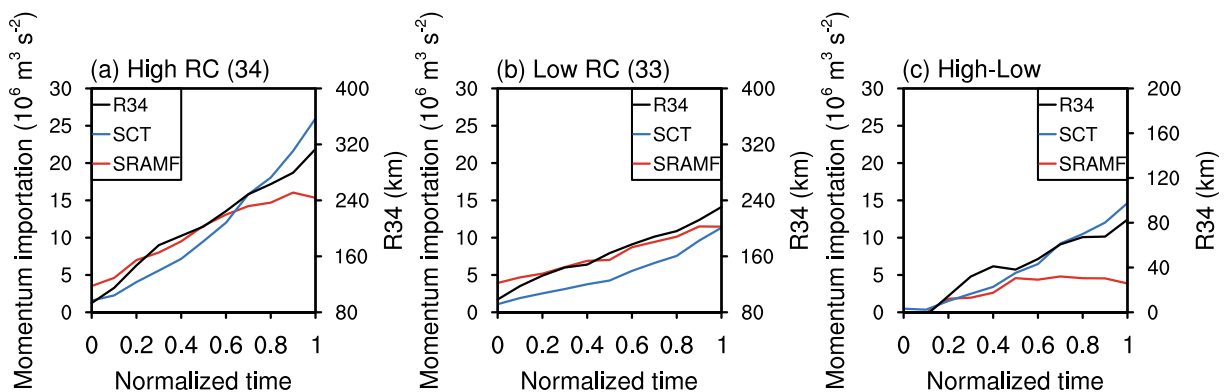 (a) High RC (34)
Momentum importation (10⁶ m³ s⁻²)
30
25
20
15
10
5
0
R34
SCT
SRAMF
400
320
240
160
80
R34 (km)
0 0.2 0.4 0.6 0.8 1
Normalized time
(b) Low RC (33)
Momentum importation (10⁶ m³ s⁻²)
30
25
20
15
10
5
0
R34
SCT
SRAMF
400
320
240
160
80
R34 (km)
0 0.2 0.4 0.6 0.8 1
Normalized time
(c) High-Low
Momentum importation (10⁶ m³ s⁻²)
30
25
20
15
10
5
0
R34
SCT
SRAMF
200
160
120
80
40
0
R34 (km)
0 0.2 0.4 0.6 0.8 1
Normalized time